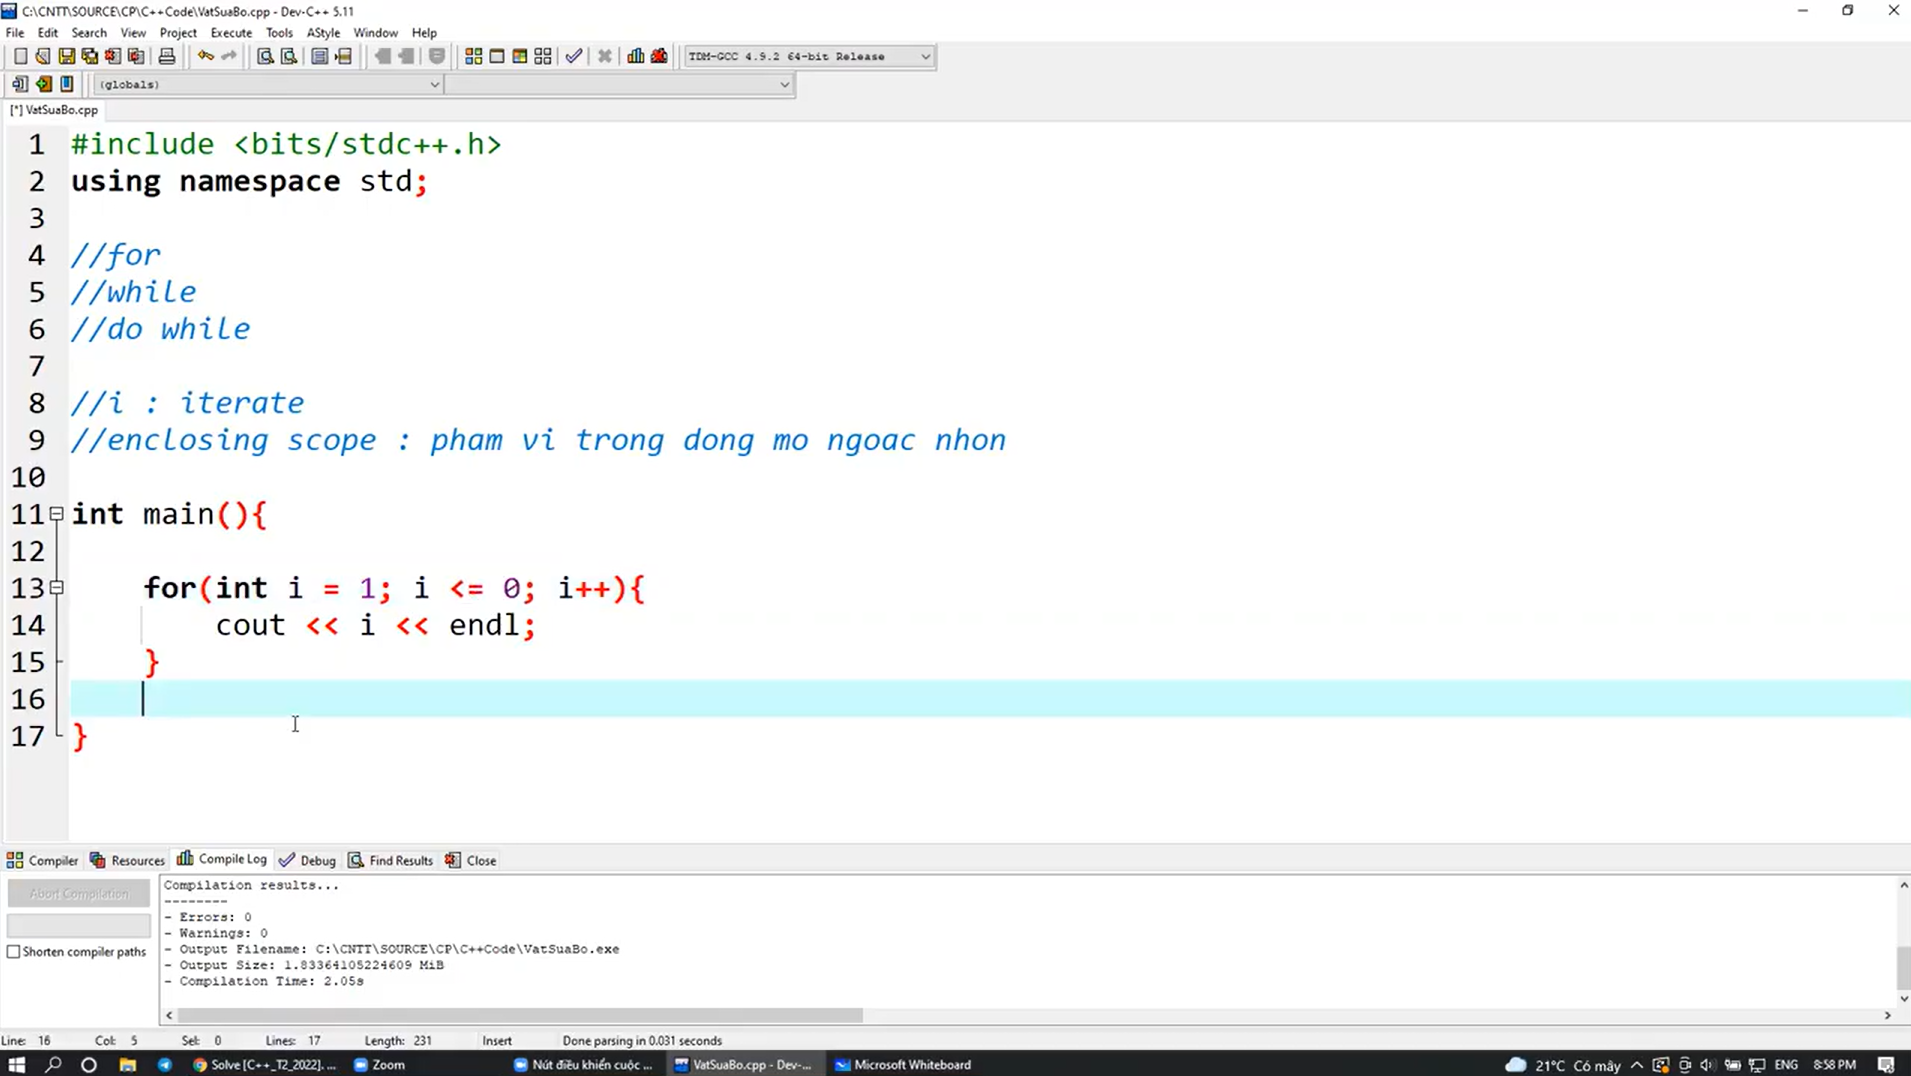 C:\CNTT\SOURCE\CP\C++Code\VatSuaBo.cpp - Dev-C++ 5.11
File Edit Search View Project Execute Tools AStyle Window Help
TDM-GCC 4.9.2 64-bit Release
(globals)
[*] VatSuaBo.cpp
1 #include <bits/stdc++.h>
2 using namespace std;
3
4 //for
5 //while
6 //do while
7
8 //i : iterate
9 //enclosing scope : pham vi trong dong mo ngoac nhon
10
11 int main(){
12
13 for(int i = 1; i <= 0; i++){
14 cout << i << endl;
15 }
16
17 }
Compiler Resources Compile Log Debug Find Results Close
Abort Compilation
Shorten compiler paths
Compilation results...
--------
- Errors: 0
- Warnings: 0
- Output Filename: C:\CNTT\SOURCE\CP\C++Code\VatSuaBo.exe
- Output Size: 1.83364105224609 MiB
- Compilation Time: 2.05s
Line: 16 Col: 5 Sel: 0 Lines: 17 Length: 231 Insert Done parsing in 0.031 seconds
Solve [C++_T2_2022]. ... Zoom Nút điều khiển cuộc ... VatSuaBo.cpp - Dev-... Microsoft Whiteboard 21°C Có mây ENG 8:58 PM